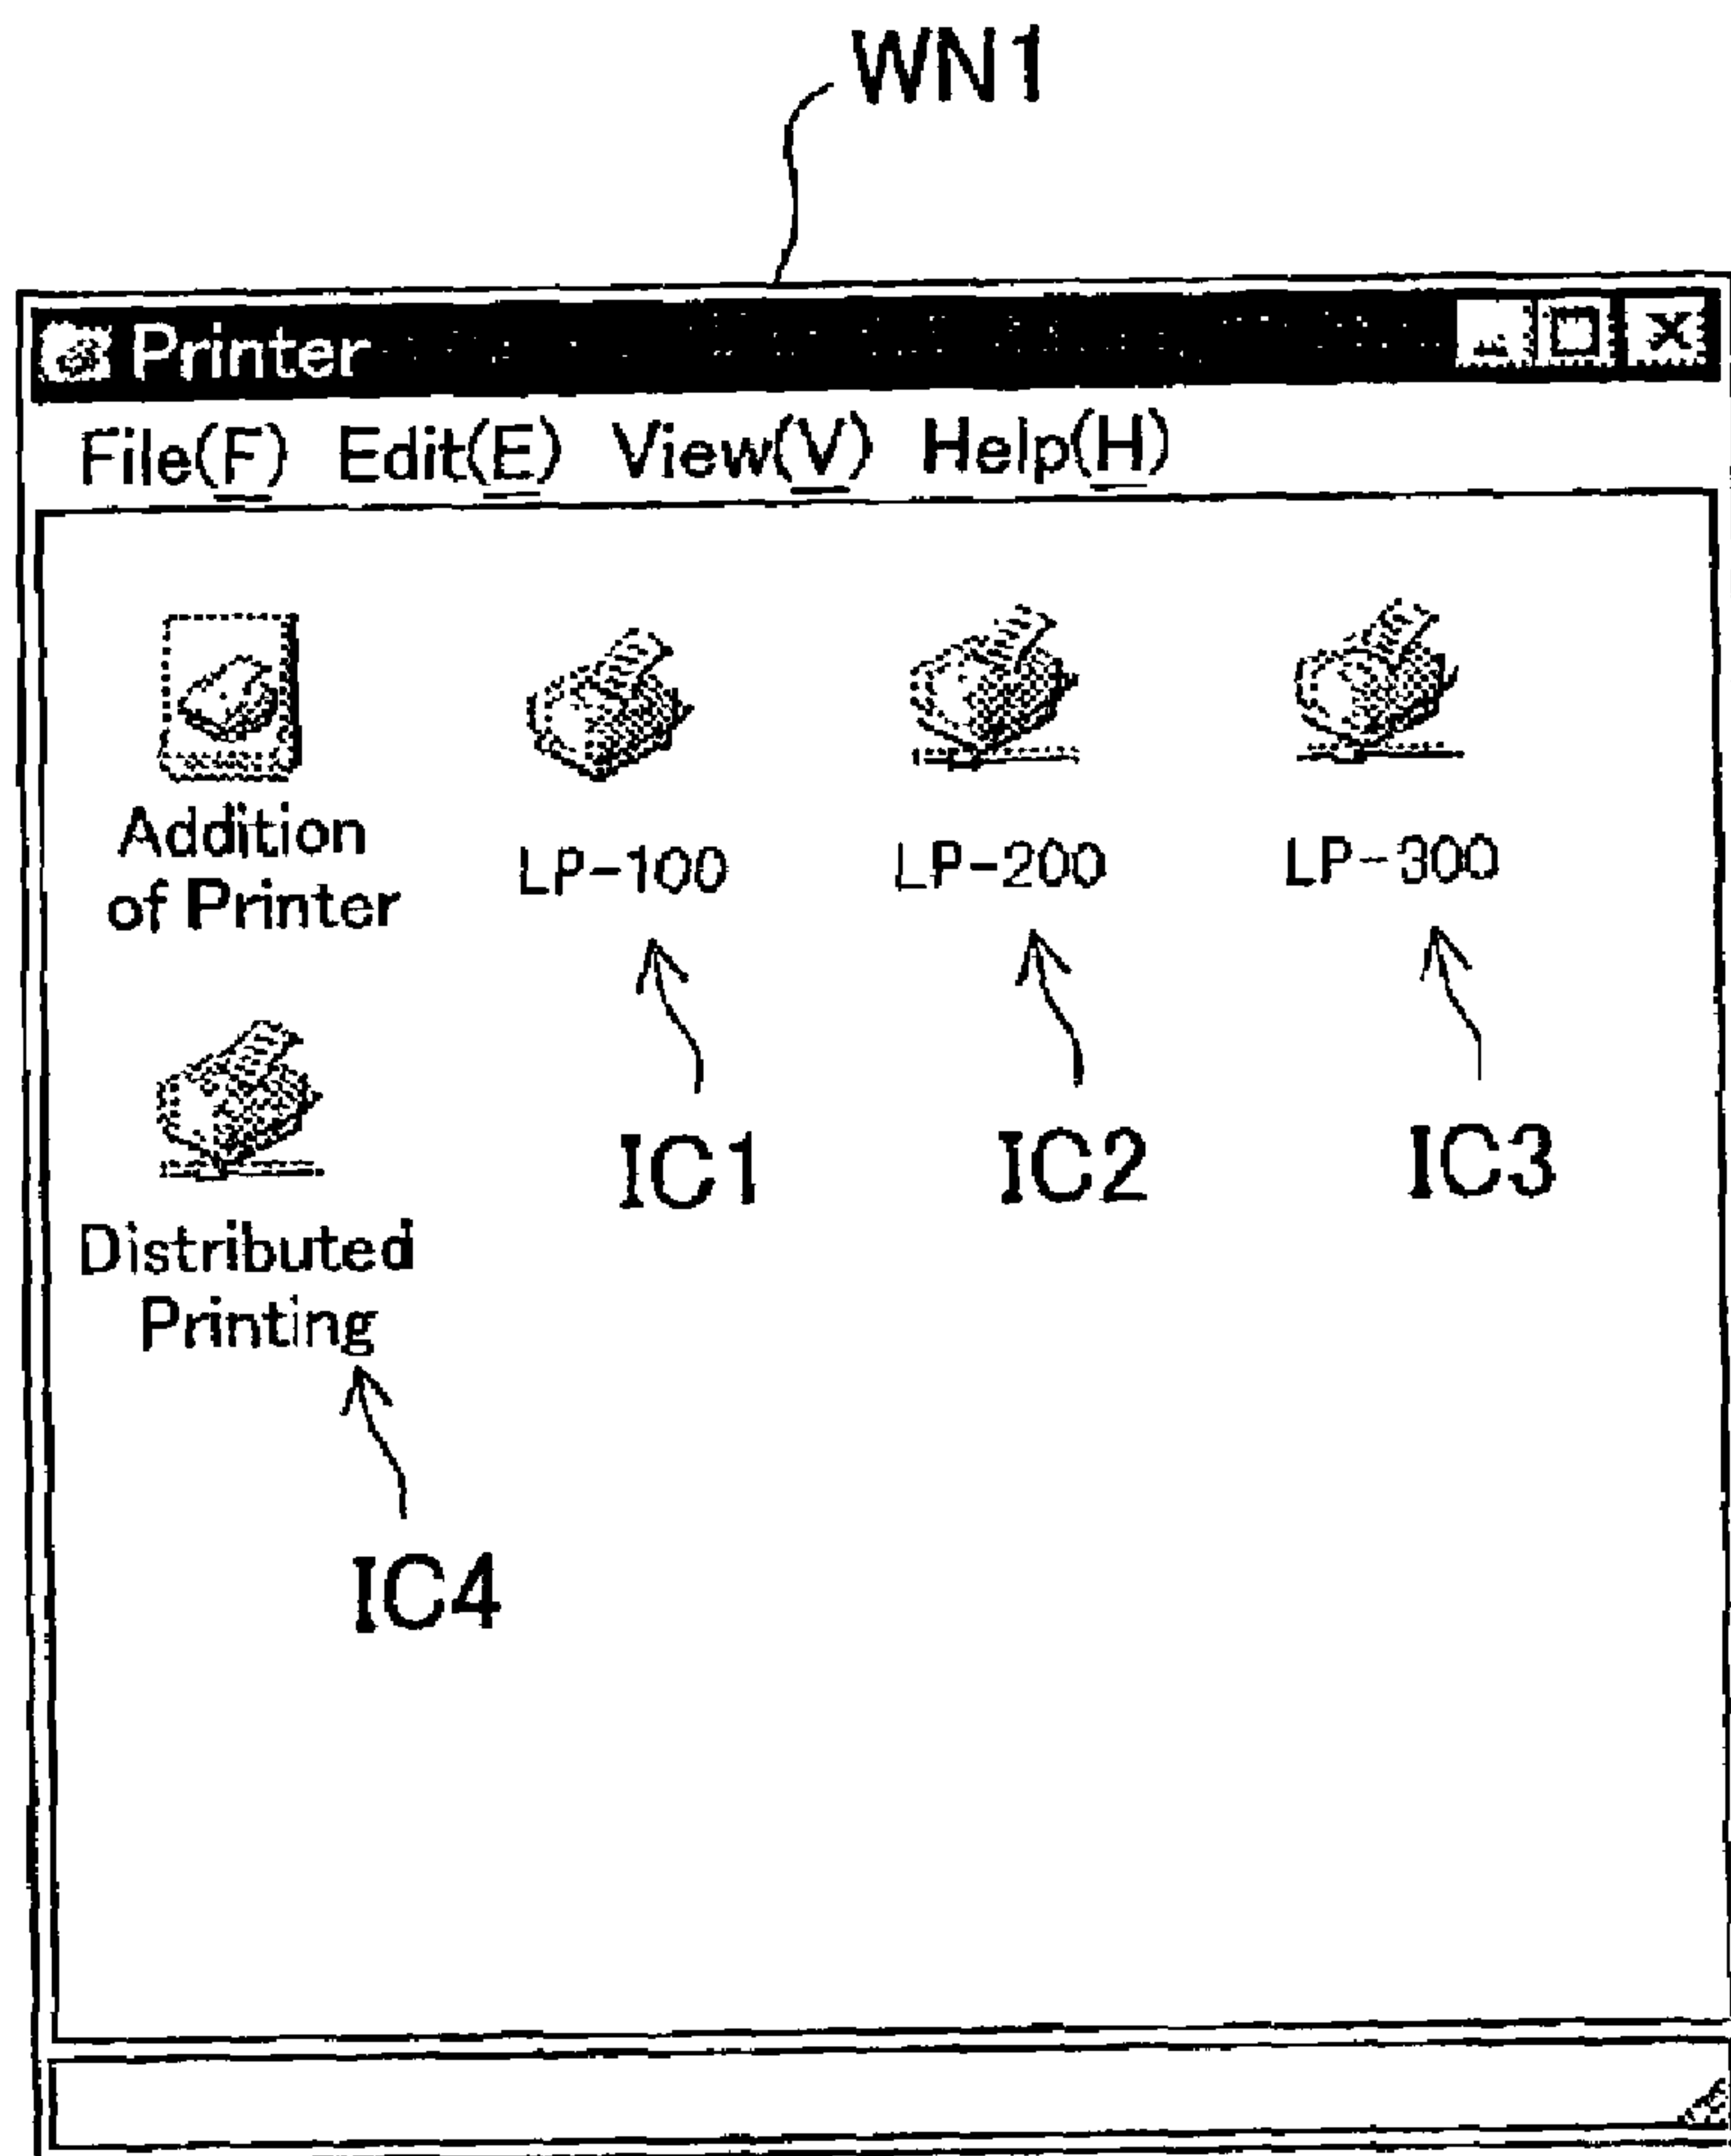 WN1
Printer
File(F) Edit(E) View(V) Help(H)
Addition
of Printer
LP-100
LP-200
LP-300
IC1
IC2
IC3
Distributed
Printing
IC4